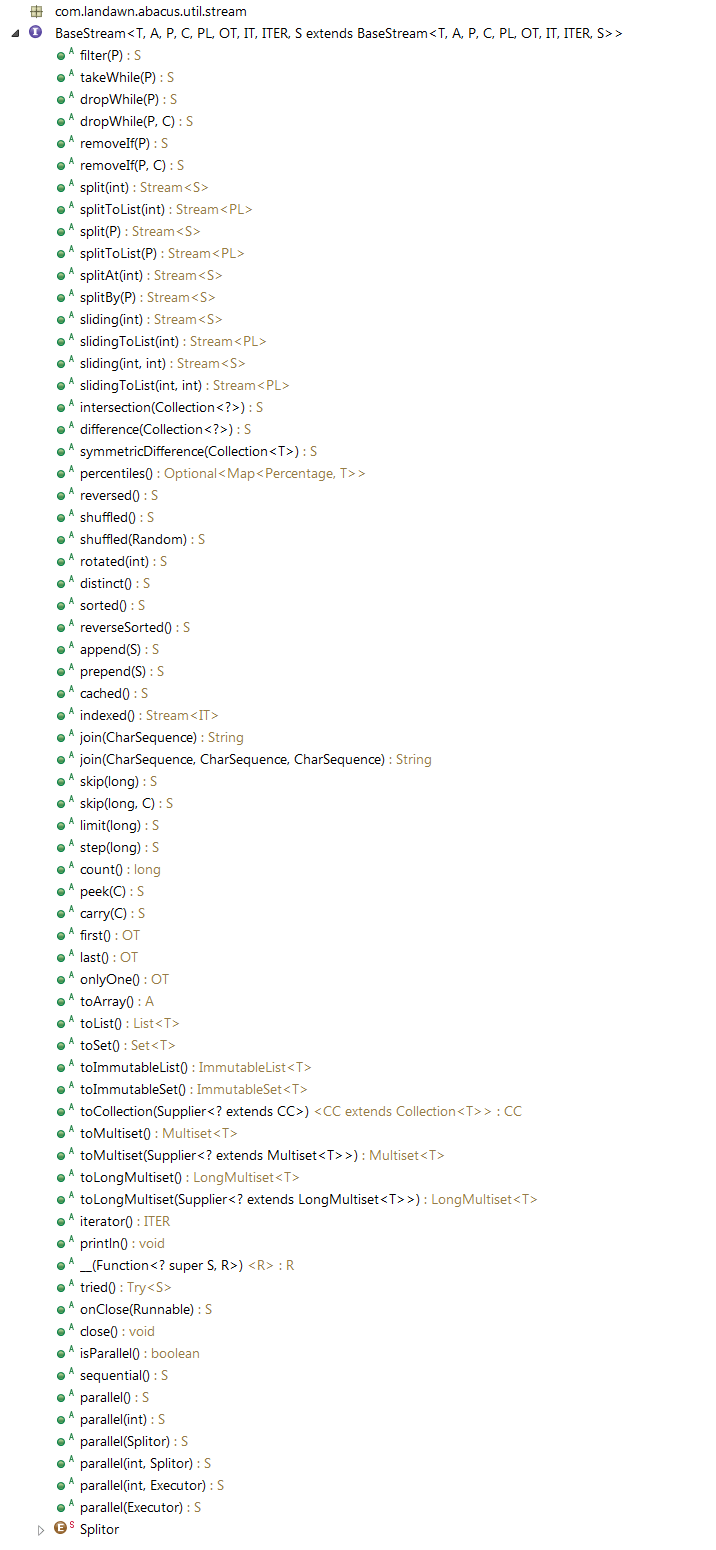 com.landawn.abacus.util.stream
I BaseStream<T, A, P, C, PL, OT, IT, ITER, S extends BaseStream<T, A, P, C, PL, OT, IT, ITER, S>>
A filter(P) : S
A takeWhile(P) : S
A dropWhile(P) : S
A dropWhile(P, C) : S
A removeIf(P) : S
A removeIf(P, C) : S
A split(int) : Stream<S>
A splitToList(int) : Stream<PL>
A split(P) : Stream<S>
A splitToList(P) : Stream<PL>
A splitAt(int) : Stream<S>
A splitBy(P) : Stream<S>
A sliding(int) : Stream<S>
A slidingToList(int) : Stream<PL>
A sliding(int, int) : Stream<S>
A slidingToList(int, int) : Stream<PL>
A intersection(Collection<?>) : S
A difference(Collection<?>) : S
A symmetricDifference(Collection<T>) : S
A percentiles() : Optional<Map<Percentage, T>>
A reversed() : S
A shuffled() : S
A shuffled(Random) : S
A rotated(int) : S
A distinct() : S
A sorted() : S
A reverseSorted() : S
A append(S) : S
A prepend(S) : S
A cached() : S
A indexed() : Stream<IT>
A join(CharSequence) : String
A join(CharSequence, CharSequence, CharSequence) : String
A skip(long) : S
A skip(long, C) : S
A limit(long) : S
A step(long) : S
A count() : long
A peek(C) : S
A carry(C) : S
A first() : OT
A last() : OT
A onlyOne() : OT
A toArray() : A
A toList() : List<T>
A toSet() : Set<T>
A toImmutableList() : ImmutableList<T>
A toImmutableSet() : ImmutableSet<T>
A toCollection(Supplier<? extends CC>) <CC extends Collection<T>> : CC
A toMultiset() : Multiset<T>
A toMultiset(Supplier<? extends Multiset<T>>) : Multiset<T>
A toLongMultiset() : LongMultiset<T>
A toLongMultiset(Supplier<? extends LongMultiset<T>>) : LongMultiset<T>
A iterator() : ITER
A println() : void
A __(Function<? super S, R>) <R> : R
A tried() : Try<S>
A onClose(Runnable) : S
A close() : void
A isParallel() : boolean
A sequential() : S
A parallel() : S
A parallel(int) : S
A parallel(Splitor) : S
A parallel(int, Splitor) : S
A parallel(int, Executor) : S
A parallel(Executor) : S
E S Splitor